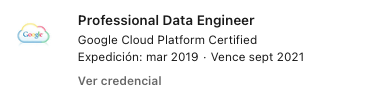 Google
Professional Data Engineer
Google Cloud Platform Certified
Expedición: mar 2019 · Vence sept 2021
Ver credencial